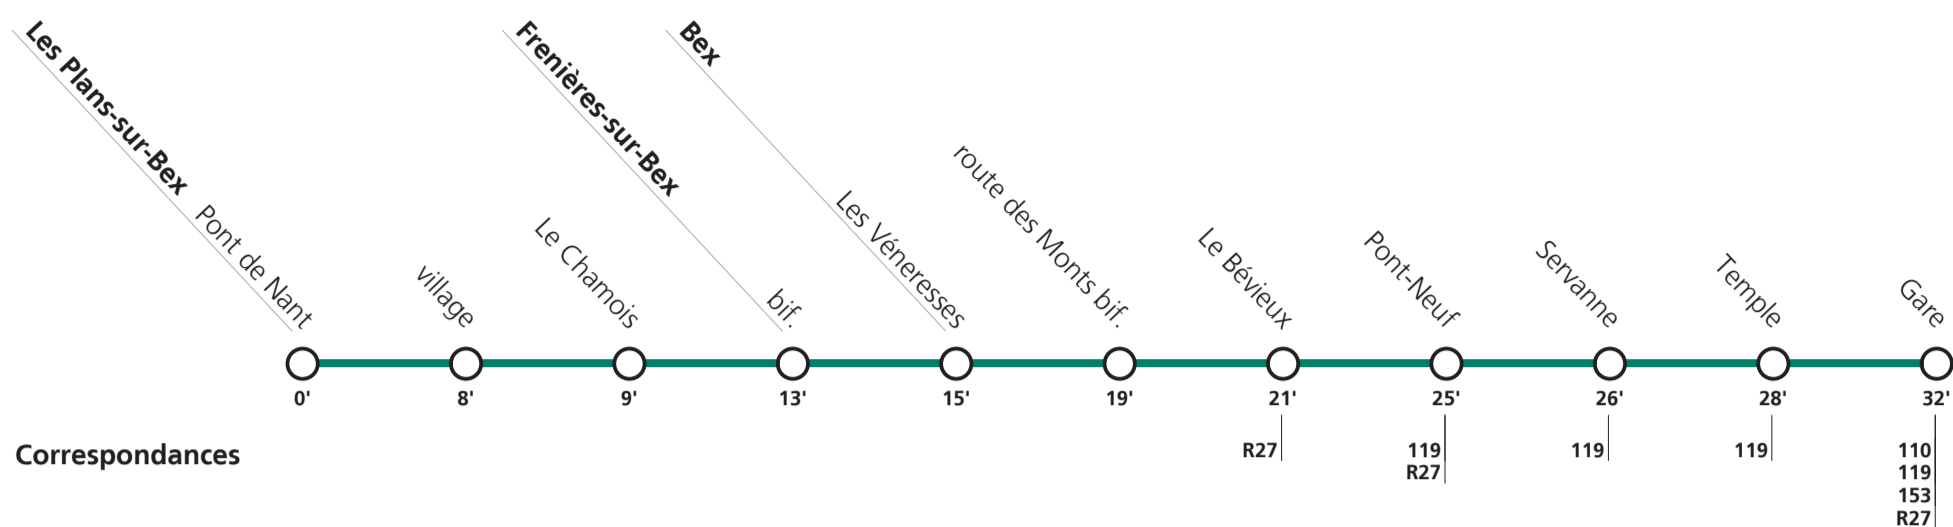 Les Plans-sur-Bex Pont de Nant
village
Le Chamois
Frenières-sur-Bex bif.
Bex Les Véneresses
route des Monts bif.
Le Bévieux
Pont-Neuf
Servanne
Temple
Gare
0' 8' 9' 13' 15' 19' 21' 25' 26' 28' 32'
Correspondances
R27 119 119 119 110
R27 119
153
R27